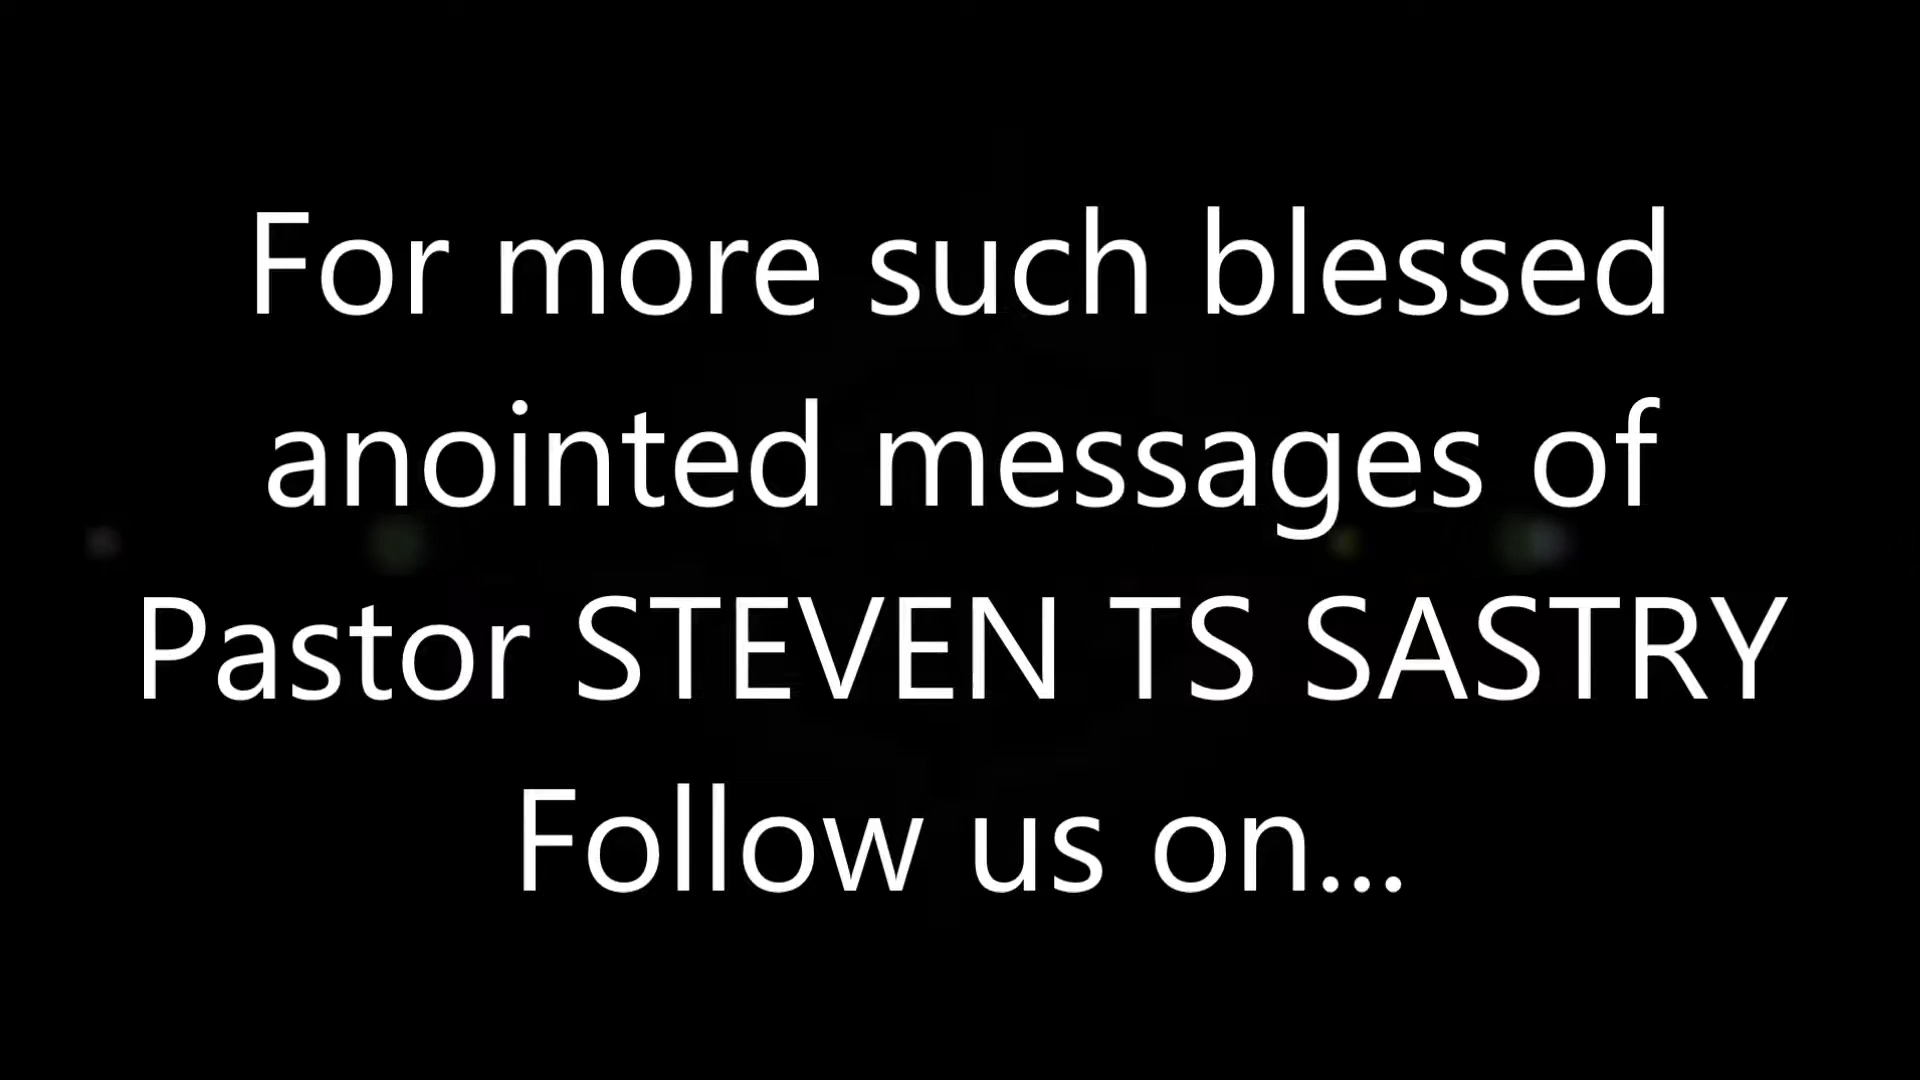 For more such blessed
anointed messages of
Pastor STEVEN TS SASTRY
Follow us on...